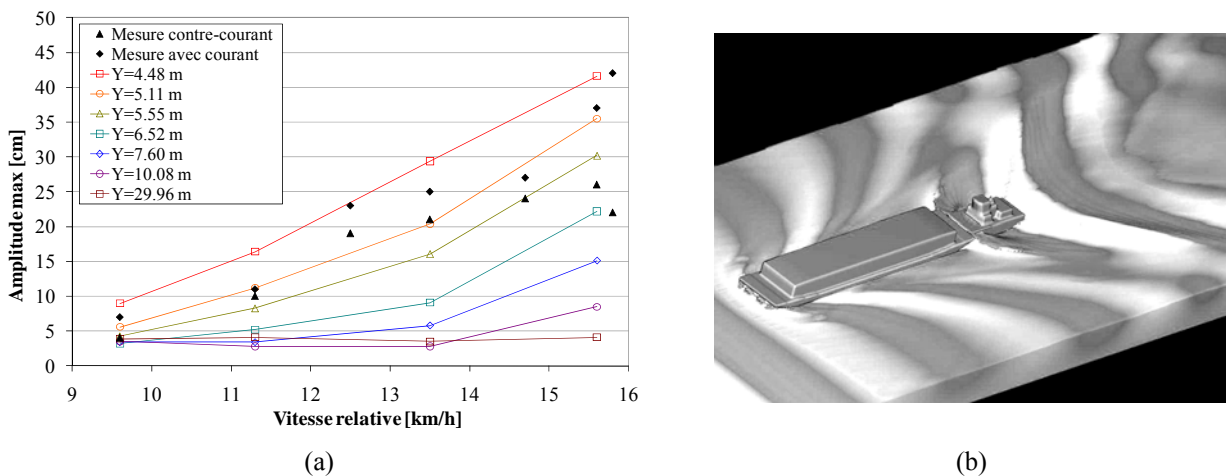 50
45
40
35
30
25
20
15
10
5
0
Amplitude max [cm]
Mesure contre-courant
Mesure avec courant
Y=4.48 m
Y=5.11 m
Y=5.55 m
Y=6.52 m
Y=7.60 m
Y=10.08 m
Y=29.96 m
9 10 11 12 13 14 15 16
Vitesse relative [km/h]
(a) (b)